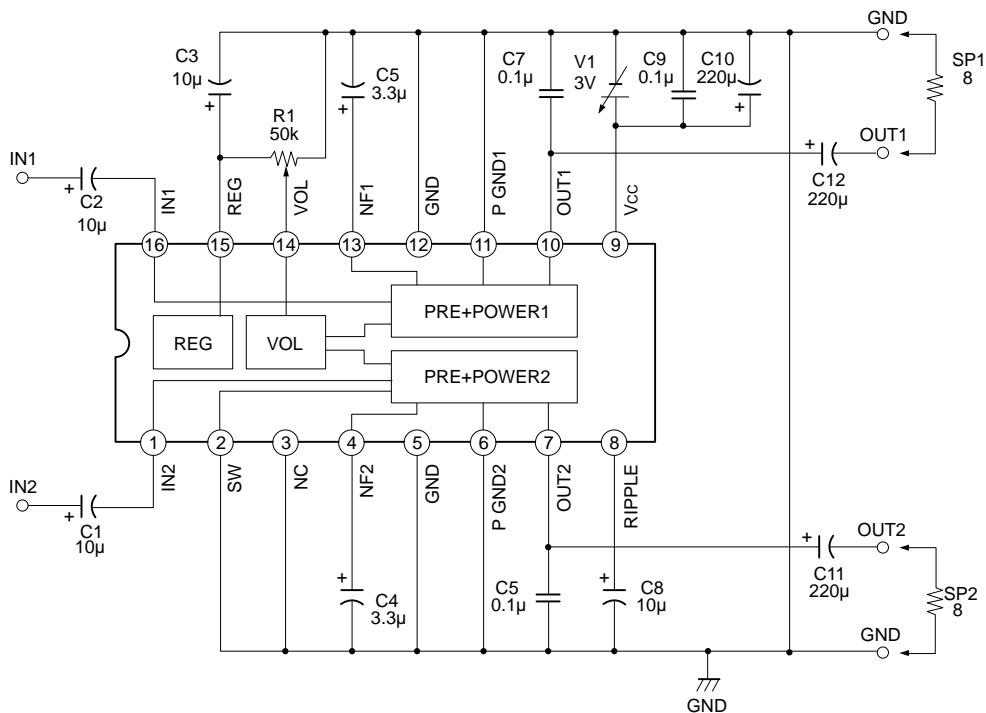 GND
C3
10µ
C5
3.3µ
C7
0.1µ
V1
3V
C9
0.1µ
C10
220µ
SP1
8
R1
50k
OUT1
IN1
C2
10µ
C12
220µ
IN1
REG
VOL
NF1
GND
P GND1
OUT1
VCC
16
15
14
13
12
11
10
9
PRE+POWER1
REG
VOL
PRE+POWER2
1
2
3
4
5
6
7
8
IN2
SW
NC
NF2
GND
P GND2
OUT2
RIPPLE
IN2
C1
10µ
OUT2
C11
220µ
C4
3.3µ
C5
0.1µ
C8
10µ
SP2
8
GND
GND